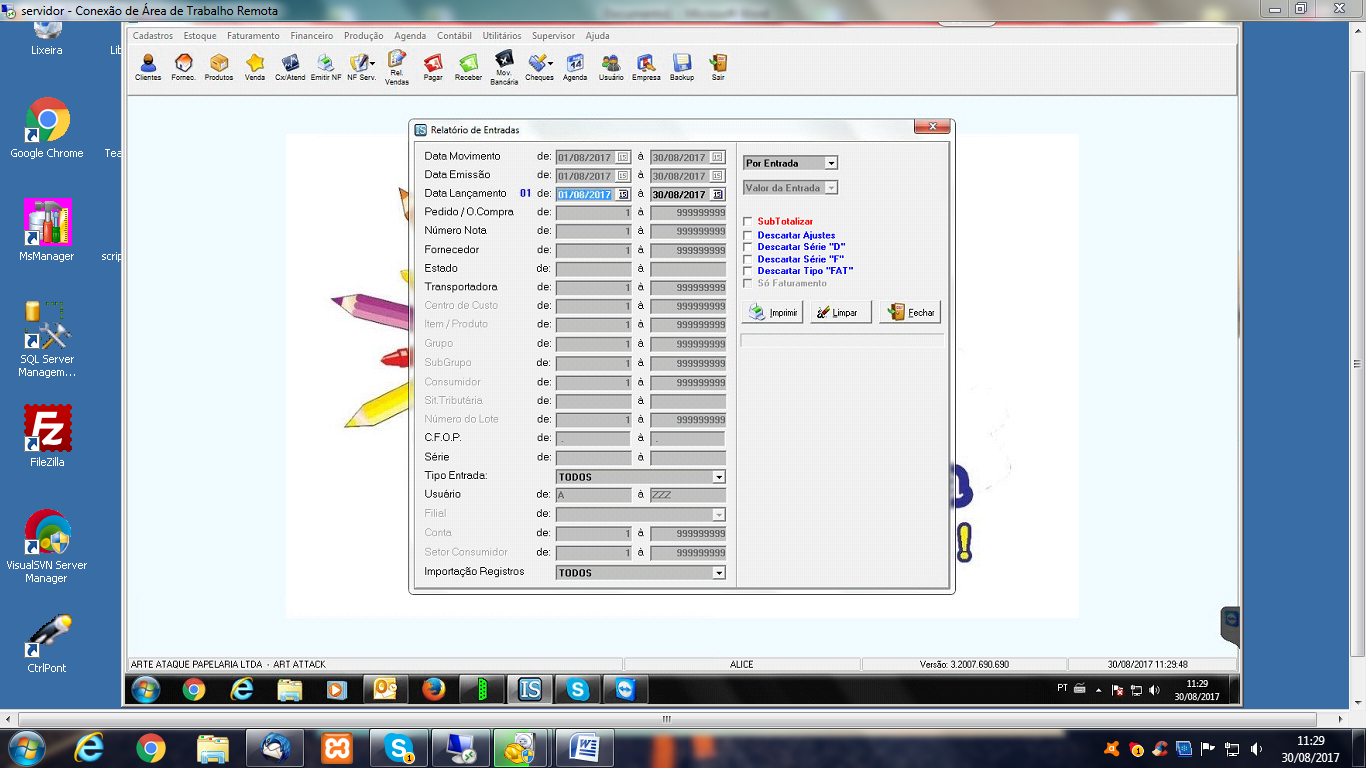 servidor - Conexão de Área de Trabalho Remota
Lixeira
Google Chrome
MsManager
SQL Server
Managem...
FileZilla
VisualSVN Server
Manager
CtrlPont
Lib
Tea
scrip
Cadastros Estoque Faturamento Financeiro Produção Agenda Contábil Utilitários Supervisor Ajuda
Clientes Fornec. Produtos Venda Cx/Atend Emitir NF NF Serv. Rel. Vendas Pagar Receber Mov. Bancária Cheques Agenda Usuário Empresa Backup Sair
Relatório de Entradas
Data Movimento de: 01/08/2017 15 à 30/08/2017 15
Data Emissão de: 01/08/2017 15 à 30/08/2017 15
Data Lançamento 01 de: 01/08/2017 15 à 30/08/2017 15
Pedido / O.Compra de: 1 à 999999999
Número Nota de: 1 à 999999999
Fornecedor de: 1 à 999999999
Estado de: à
Transportadora de: 1 à 999999999
Centro de Custo de: 1 à 999999999
Item / Produto de: 1 à 999999999
Grupo de: 1 à 999999999
SubGrupo de: 1 à 999999999
Consumidor de: 1 à 999999999
Sit.Tributária de: à
Número do Lote de: 1 à 999999999
C.F.O.P. de: . à .
Série de: à
Tipo Entrada: TODOS
Usuário de: A à ZZZ
Filial de:
Conta de: 1 à 999999999
Setor Consumidor de: 1 à 999999999
Importação Registros TODOS
Por Entrada
Valor da Entrada
SubTotalizar
Descartar Ajustes
Descartar Série "D"
Descartar Série "F"
Descartar Tipo "FAT"
Só Faturamento
Imprimir Limpar Fechar
a
!
ARTE ATAQUE PAPELARIA LTDA - ART ATTACK ALICE Versão: 3.2007.690.690 30/08/2017 11:29:48
PT 11:29
30/08/2017
11:29
30/08/2017